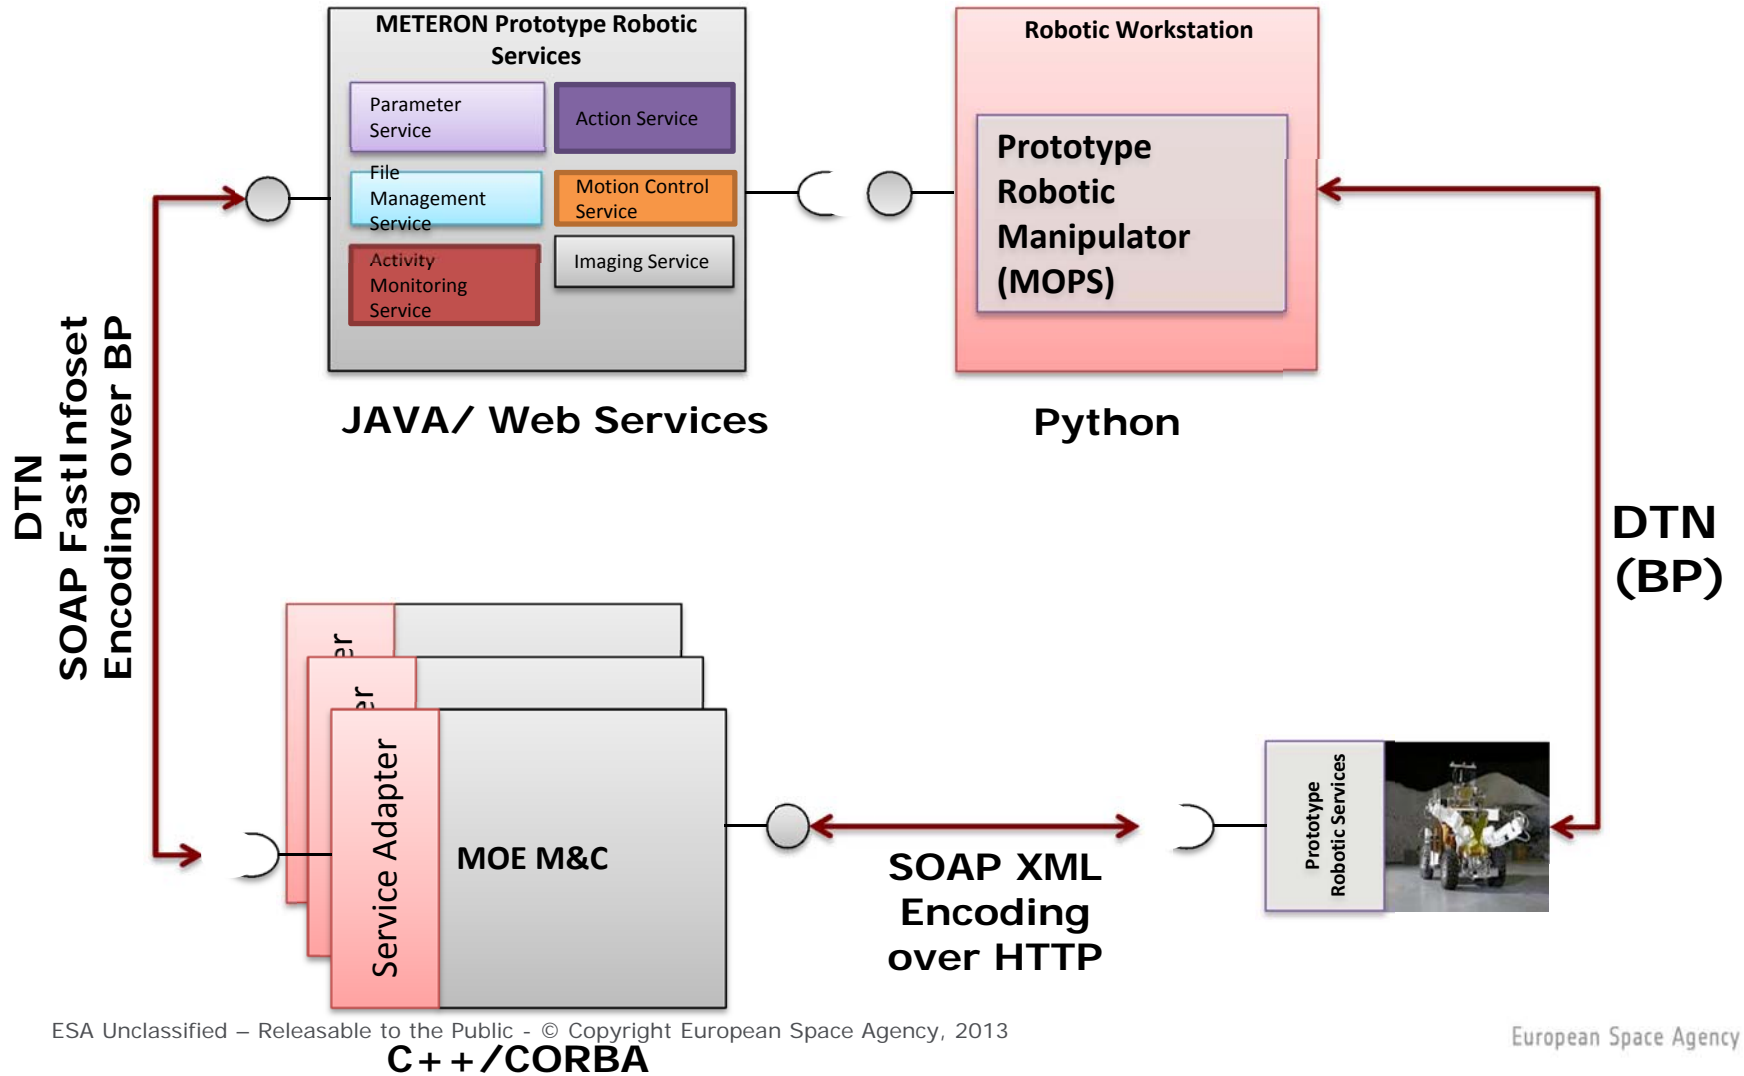 METERON Prototype Robotic
Services
Parameter
Service
Action Service
File
Management
Service
Motion Control
Service
Activity
Monitoring
Service
Imaging Service
JAVA/ Web Services
Robotic Workstation
Prototype
Robotic
Manipulator
(MOPS)
Python
DTN
SOAP FastInfoset
Encoding over BP
DTN
(BP)
er
er
Service Adapter
MOE M&C
SOAP XML
Encoding
over HTTP
Prototype
Robotic Services
ESA Unclassified – Releasable to the Public - © Copyright European Space Agency, 2013
European Space Agency
C++/CORBA